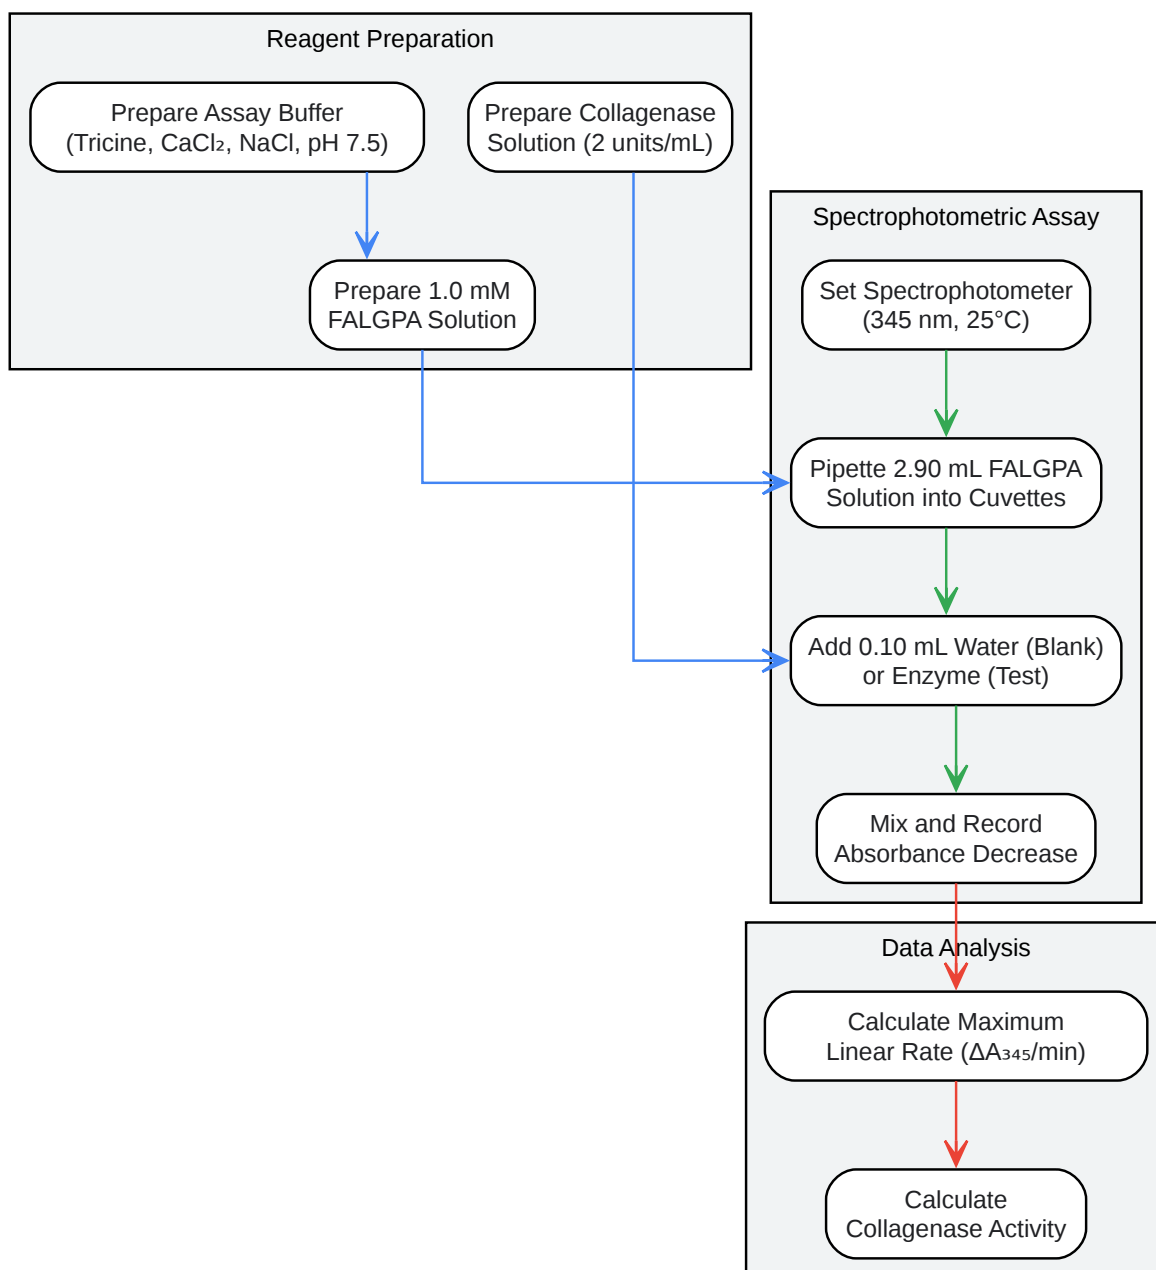 Reagent Preparation
Prepare Assay Buffer
(Tricine, CaCl₂, NaCl, pH 7.5)
Prepare Collagenase
Solution (2 units/mL)
Prepare 1.0 mM
FALGPA Solution
Spectrophotometric Assay
Set Spectrophotometer
(345 nm, 25°C)
Pipette 2.90 mL FALGPA
Solution into Cuvettes
Add 0.10 mL Water (Blank)
or Enzyme (Test)
Mix and Record
Absorbance Decrease
Data Analysis
Calculate Maximum
Linear Rate (ΔA₃₄₅/min)
Calculate
Collagenase Activity